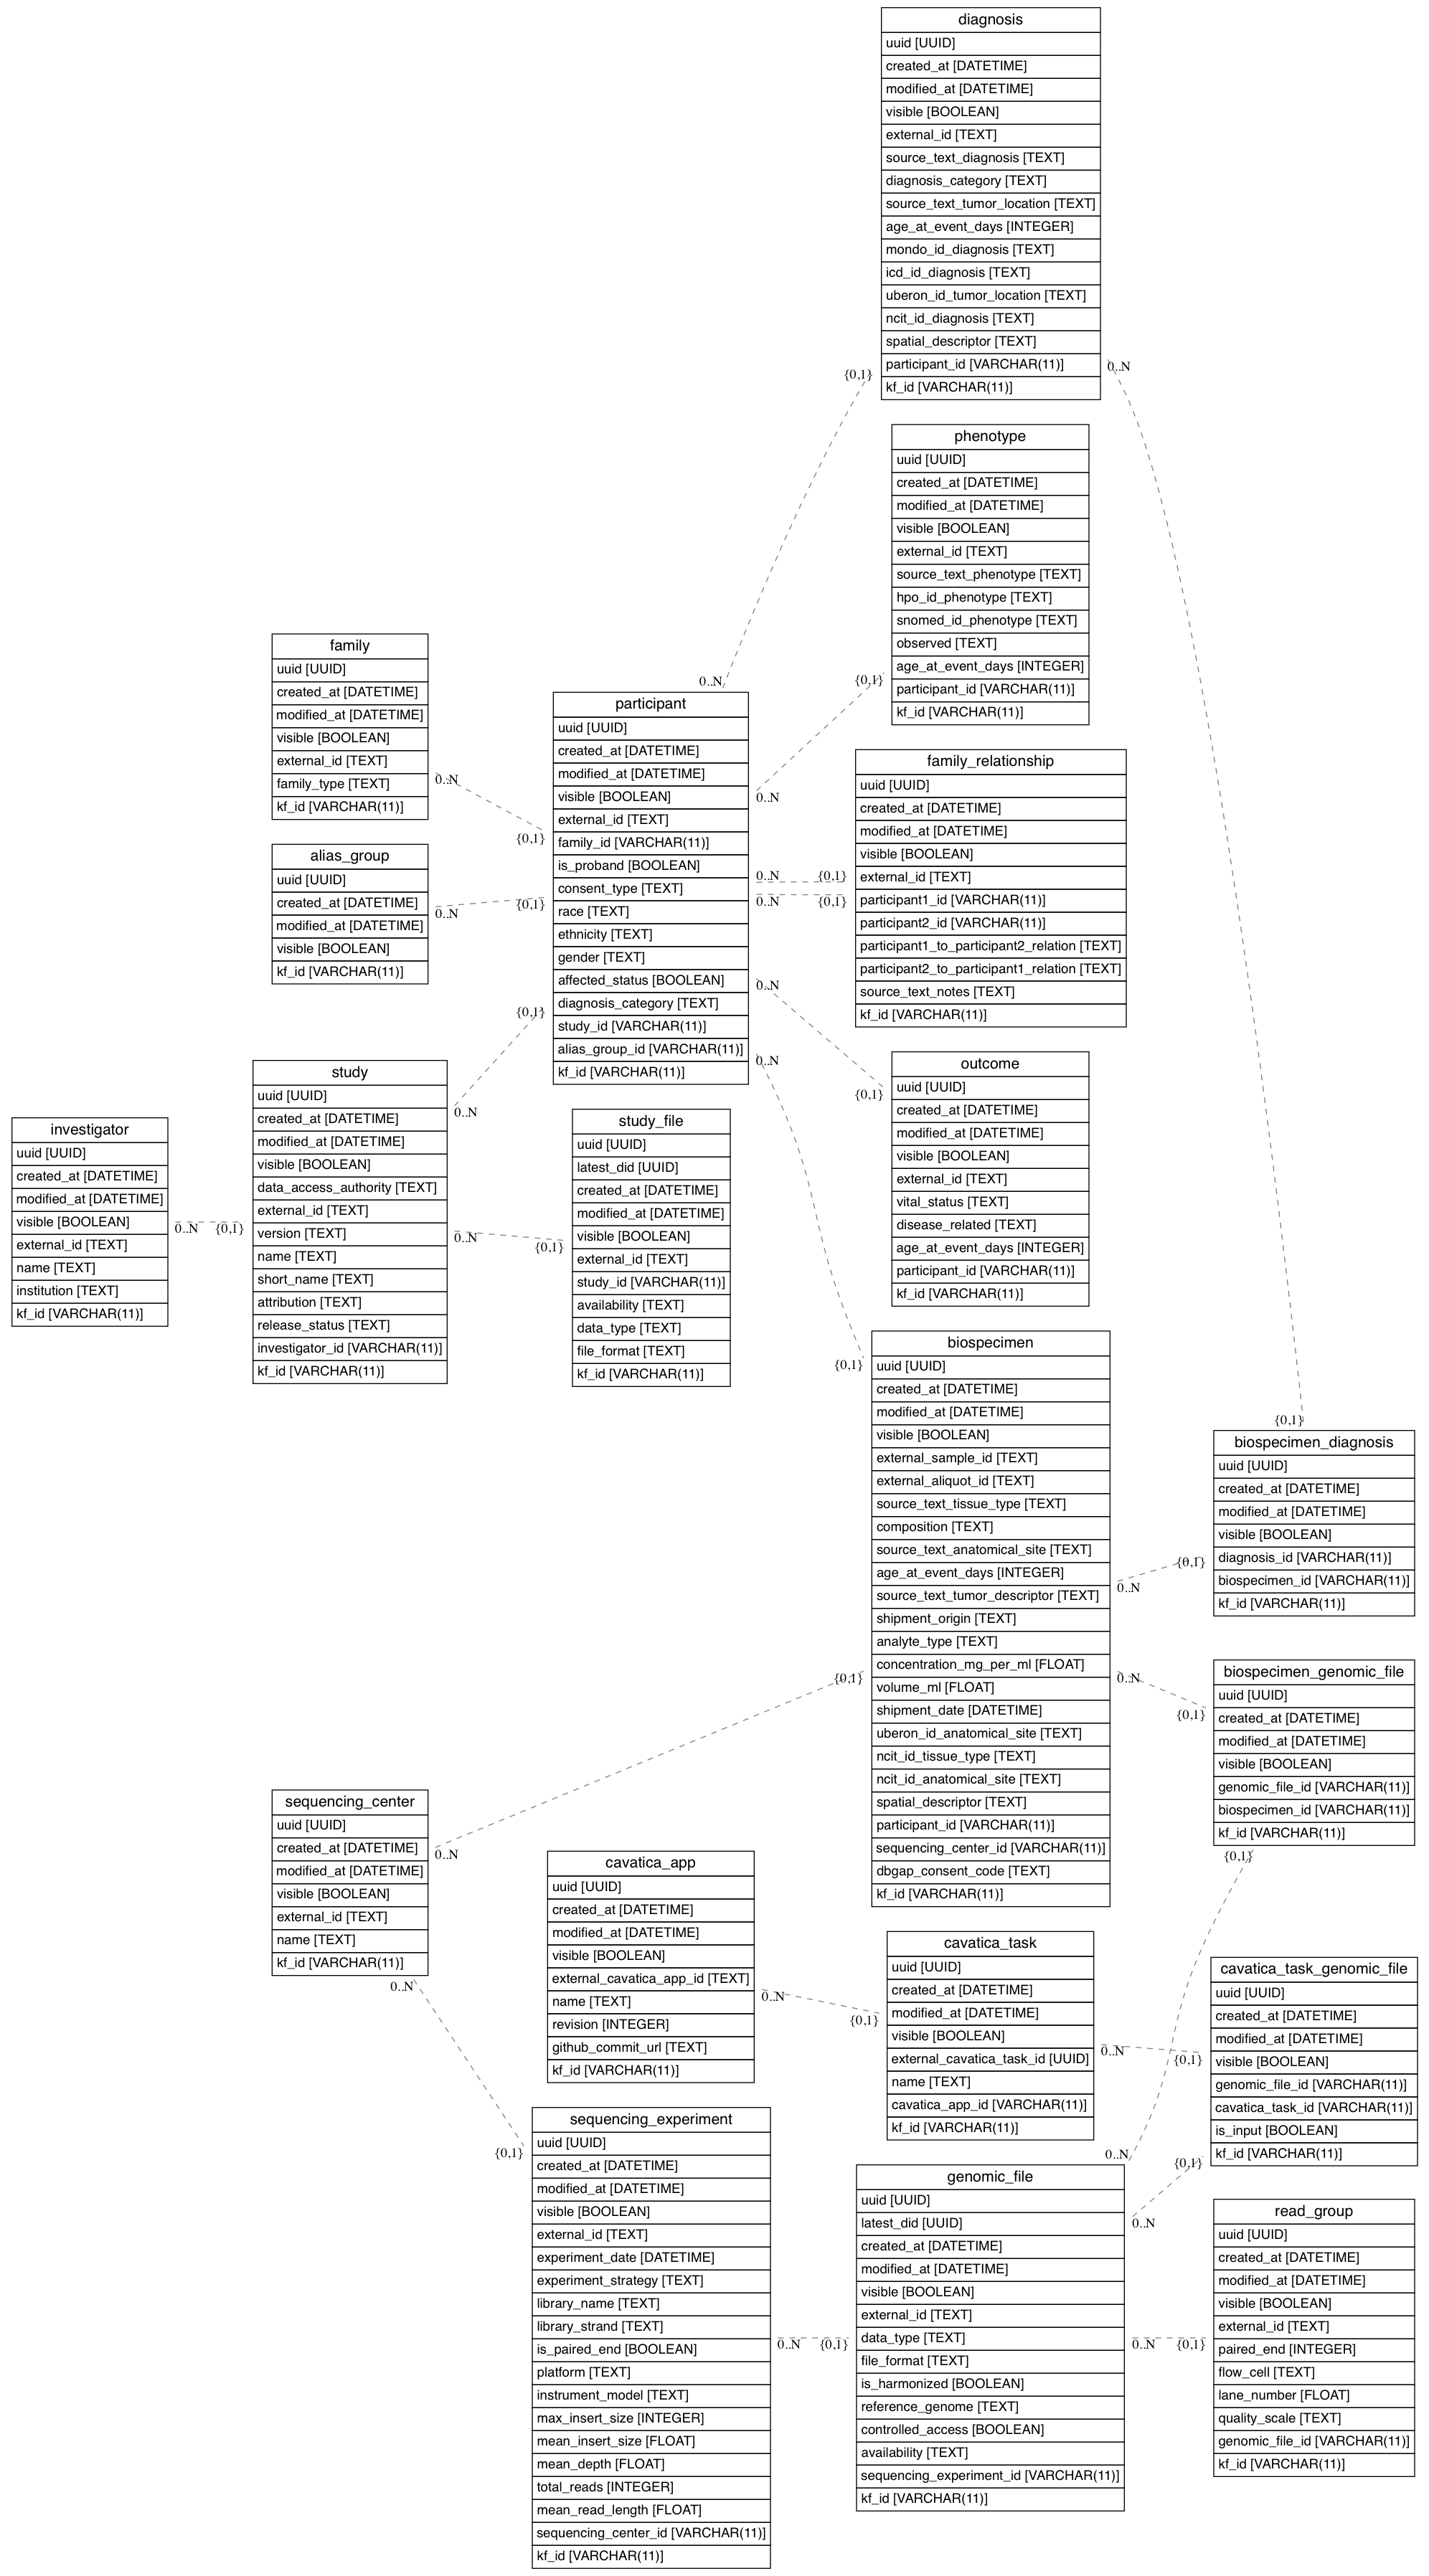 diagnosis
uuid [UUID]
created_at [DATETIME]
modified_at [DATETIME]
visible [BOOLEAN]
external_id [TEXT]
source_text_diagnosis [TEXT]
diagnosis_category [TEXT]
source_text_tumor_location [TEXT]
age_at_event_days [INTEGER]
mondo_id_diagnosis [TEXT]
icd_id_diagnosis [TEXT]
uberon_id_tumor_location [TEXT]
ncit_id_diagnosis [TEXT]
spatial_descriptor [TEXT]
participant_id [VARCHAR(11)]
kf_id [VARCHAR(11)]
{0,1}
0..N
phenotype
uuid [UUID]
created_at [DATETIME]
modified_at [DATETIME]
visible [BOOLEAN]
external_id [TEXT]
source_text_phenotype [TEXT]
hpo_id_phenotype [TEXT]
snomed_id_phenotype [TEXT]
observed [TEXT]
age_at_event_days [INTEGER]
participant_id [VARCHAR(11)]
kf_id [VARCHAR(11)]
{0,1}
0..N
family
uuid [UUID]
created_at [DATETIME]
modified_at [DATETIME]
visible [BOOLEAN]
external_id [TEXT]
family_type [TEXT]
kf_id [VARCHAR(11)]
0..N
{0,1}
participant
uuid [UUID]
created_at [DATETIME]
modified_at [DATETIME]
visible [BOOLEAN]
external_id [TEXT]
family_id [VARCHAR(11)]
is_proband [BOOLEAN]
consent_type [TEXT]
race [TEXT]
ethnicity [TEXT]
gender [TEXT]
affected_status [BOOLEAN]
diagnosis_category [TEXT]
study_id [VARCHAR(11)]
alias_group_id [VARCHAR(11)]
kf_id [VARCHAR(11)]
0..N
0..N {0,1}
0..N {0,1}
0..N
0..N
family_relationship
uuid [UUID]
created_at [DATETIME]
modified_at [DATETIME]
visible [BOOLEAN]
external_id [TEXT]
participant1_id [VARCHAR(11)]
participant2_id [VARCHAR(11)]
participant1_to_participant2_relation [TEXT]
participant2_to_participant1_relation [TEXT]
source_text_notes [TEXT]
kf_id [VARCHAR(11)]
alias_group
uuid [UUID]
created_at [DATETIME]
modified_at [DATETIME]
visible [BOOLEAN]
kf_id [VARCHAR(11)]
0..N
{0,1}
{0,1}
outcome
uuid [UUID]
created_at [DATETIME]
modified_at [DATETIME]
visible [BOOLEAN]
external_id [TEXT]
vital_status [TEXT]
disease_related [TEXT]
age_at_event_days [INTEGER]
participant_id [VARCHAR(11)]
kf_id [VARCHAR(11)]
{0,1}
study
uuid [UUID]
created_at [DATETIME]
modified_at [DATETIME]
visible [BOOLEAN]
data_access_authority [TEXT]
external_id [TEXT]
version [TEXT]
name [TEXT]
short_name [TEXT]
attribution [TEXT]
release_status [TEXT]
investigator_id [VARCHAR(11)]
kf_id [VARCHAR(11)]
0..N
0..N {0,1}
investigator
uuid [UUID]
created_at [DATETIME]
modified_at [DATETIME]
visible [BOOLEAN]
external_id [TEXT]
name [TEXT]
institution [TEXT]
kf_id [VARCHAR(11)]
0..N {0,1}
study_file
uuid [UUID]
latest_did [UUID]
created_at [DATETIME]
modified_at [DATETIME]
visible [BOOLEAN]
external_id [TEXT]
study_id [VARCHAR(11)]
availability [TEXT]
data_type [TEXT]
file_format [TEXT]
kf_id [VARCHAR(11)]
biospecimen
uuid [UUID]
created_at [DATETIME]
modified_at [DATETIME]
visible [BOOLEAN]
external_sample_id [TEXT]
external_aliquot_id [TEXT]
source_text_tissue_type [TEXT]
composition [TEXT]
source_text_anatomical_site [TEXT]
age_at_event_days [INTEGER]
source_text_tumor_descriptor [TEXT]
shipment_origin [TEXT]
analyte_type [TEXT]
concentration_mg_per_ml [FLOAT]
volume_ml [FLOAT]
shipment_date [DATETIME]
uberon_id_anatomical_site [TEXT]
ncit_id_tissue_type [TEXT]
ncit_id_anatomical_site [TEXT]
spatial_descriptor [TEXT]
participant_id [VARCHAR(11)]
sequencing_center_id [VARCHAR(11)]
dbgap_consent_code [TEXT]
kf_id [VARCHAR(11)]
{0,1}
{0,1}
0..N
0..N
{0,1}
biospecimen_diagnosis
uuid [UUID]
created_at [DATETIME]
modified_at [DATETIME]
visible [BOOLEAN]
diagnosis_id [VARCHAR(11)]
biospecimen_id [VARCHAR(11)]
kf_id [VARCHAR(11)]
{0,1}
biospecimen_genomic_file
uuid [UUID]
created_at [DATETIME]
modified_at [DATETIME]
visible [BOOLEAN]
genomic_file_id [VARCHAR(11)]
biospecimen_id [VARCHAR(11)]
kf_id [VARCHAR(11)]
{0,1}
{0,1}
sequencing_center
uuid [UUID]
created_at [DATETIME]
modified_at [DATETIME]
visible [BOOLEAN]
external_id [TEXT]
name [TEXT]
kf_id [VARCHAR(11)]
0..N
0..N
cavatica_app
uuid [UUID]
created_at [DATETIME]
modified_at [DATETIME]
visible [BOOLEAN]
external_cavatica_app_id [TEXT]
name [TEXT]
revision [INTEGER]
github_commit_url [TEXT]
kf_id [VARCHAR(11)]
0..N
{0,1}
cavatica_task
uuid [UUID]
created_at [DATETIME]
modified_at [DATETIME]
visible [BOOLEAN]
external_cavatica_task_id [UUID]
name [TEXT]
cavatica_app_id [VARCHAR(11)]
kf_id [VARCHAR(11)]
0..N
{0,1}
cavatica_task_genomic_file
uuid [UUID]
created_at [DATETIME]
modified_at [DATETIME]
visible [BOOLEAN]
genomic_file_id [VARCHAR(11)]
cavatica_task_id [VARCHAR(11)]
is_input [BOOLEAN]
kf_id [VARCHAR(11)]
{0,1}
sequencing_experiment
uuid [UUID]
created_at [DATETIME]
modified_at [DATETIME]
visible [BOOLEAN]
external_id [TEXT]
experiment_date [DATETIME]
experiment_strategy [TEXT]
library_name [TEXT]
library_strand [TEXT]
is_paired_end [BOOLEAN]
platform [TEXT]
instrument_model [TEXT]
max_insert_size [INTEGER]
mean_insert_size [FLOAT]
mean_depth [FLOAT]
total_reads [INTEGER]
mean_read_length [FLOAT]
sequencing_center_id [VARCHAR(11)]
kf_id [VARCHAR(11)]
{0,1}
0..N {0,1}
genomic_file
uuid [UUID]
latest_did [UUID]
created_at [DATETIME]
modified_at [DATETIME]
visible [BOOLEAN]
external_id [TEXT]
data_type [TEXT]
file_format [TEXT]
is_harmonized [BOOLEAN]
reference_genome [TEXT]
controlled_access [BOOLEAN]
availability [TEXT]
sequencing_experiment_id [VARCHAR(11)]
kf_id [VARCHAR(11)]
0..N
0..N
0..N {0,1}
read_group
uuid [UUID]
created_at [DATETIME]
modified_at [DATETIME]
visible [BOOLEAN]
external_id [TEXT]
paired_end [INTEGER]
flow_cell [TEXT]
lane_number [FLOAT]
quality_scale [TEXT]
genomic_file_id [VARCHAR(11)]
kf_id [VARCHAR(11)]